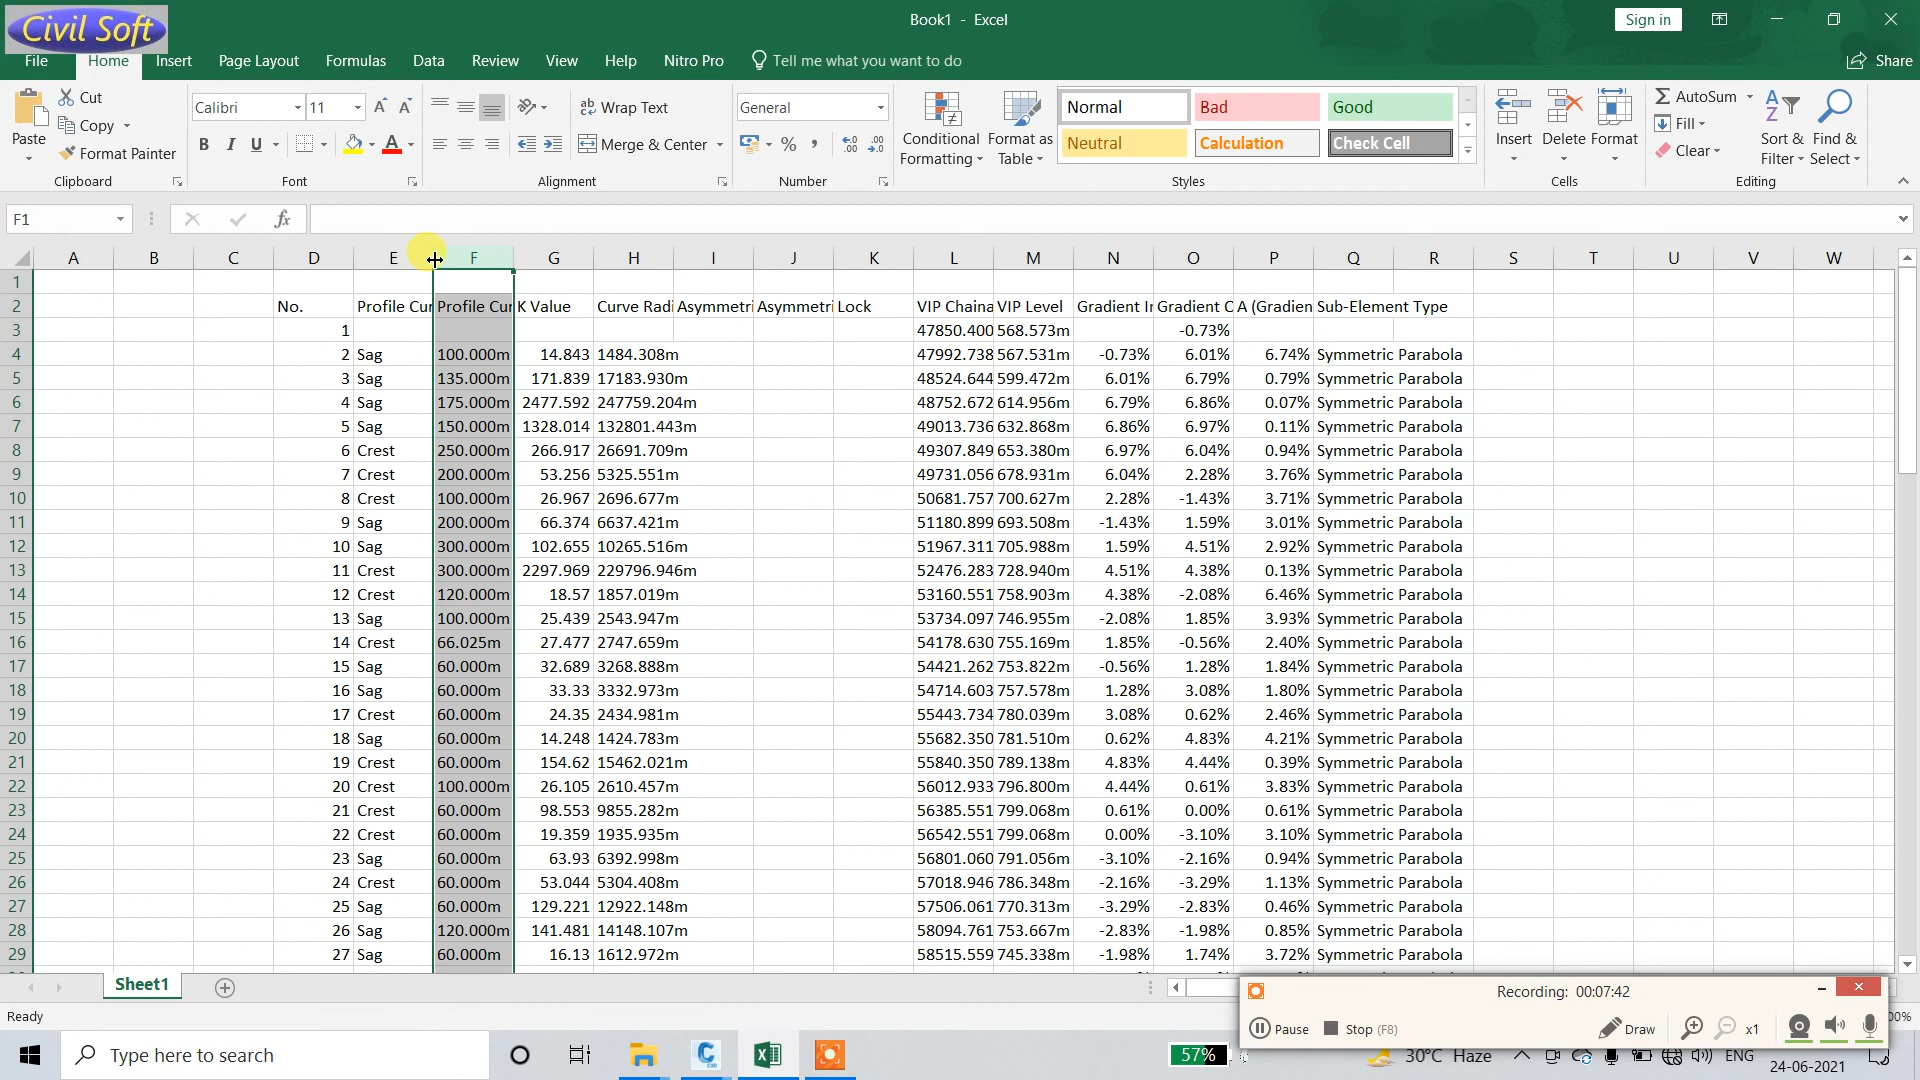 Civil Soft
Book1 - Excel
Sign in
File Home Insert Page Layout Formulas Data Review View Help Nitro Pro Tell me what you want to do Share
Paste
Cut
Copy
Format Painter
Clipboard
Calibri 11
B I U
Font
Wrap Text
Merge & Center
Alignment
General
Number
Conditional Formatting
Format as Table
Normal Bad Good
Neutral Calculation Check Cell
Styles
Insert Delete Format
Cells
AutoSum
Fill
Clear
Sort & Filter
Find & Select
Editing
F1 fx
A B C D E F G H I J K L M N O P Q R S T U V W
1
2 No. Profile Cur Profile Cur K Value Curve Radi Asymmetri Asymmetri Lock VIP Chaina VIP Level Gradient Ir Gradient C A (Gradien Sub-Element Type
3 1 47850.400 568.573m -0.73%
4 2 Sag 100.000m 14.843 1484.308m 47992.738 567.531m -0.73% 6.01% 6.74% Symmetric Parabola
5 3 Sag 135.000m 171.839 17183.930m 48524.644 599.472m 6.01% 6.79% 0.79% Symmetric Parabola
6 4 Sag 175.000m 2477.592 247759.204m 48752.672 614.956m 6.79% 6.86% 0.07% Symmetric Parabola
7 5 Sag 150.000m 1328.014 132801.443m 49013.736 632.868m 6.86% 6.97% 0.11% Symmetric Parabola
8 6 Crest 250.000m 266.917 26691.709m 49307.849 653.380m 6.97% 6.04% 0.94% Symmetric Parabola
9 7 Crest 200.000m 53.256 5325.551m 49731.056 678.931m 6.04% 2.28% 3.76% Symmetric Parabola
10 8 Crest 100.000m 26.967 2696.677m 50681.757 700.627m 2.28% -1.43% 3.71% Symmetric Parabola
11 9 Sag 200.000m 66.374 6637.421m 51180.899 693.508m -1.43% 1.59% 3.01% Symmetric Parabola
12 10 Sag 300.000m 102.655 10265.516m 51967.311 705.988m 1.59% 4.51% 2.92% Symmetric Parabola
13 11 Crest 300.000m 2297.969 229796.946m 52476.283 728.940m 4.51% 4.38% 0.13% Symmetric Parabola
14 12 Crest 120.000m 18.57 1857.019m 53160.551 758.903m 4.38% -2.08% 6.46% Symmetric Parabola
15 13 Sag 100.000m 25.439 2543.947m 53734.097 746.955m -2.08% 1.85% 3.93% Symmetric Parabola
16 14 Crest 66.025m 27.477 2747.659m 54178.630 755.169m 1.85% -0.56% 2.40% Symmetric Parabola
17 15 Sag 60.000m 32.689 3268.888m 54421.262 753.822m -0.56% 1.28% 1.84% Symmetric Parabola
18 16 Sag 60.000m 33.33 3332.973m 54714.603 757.578m 1.28% 3.08% 1.80% Symmetric Parabola
19 17 Crest 60.000m 24.35 2434.981m 55443.734 780.039m 3.08% 0.62% 2.46% Symmetric Parabola
20 18 Sag 60.000m 14.248 1424.783m 55682.350 781.510m 0.62% 4.83% 4.21% Symmetric Parabola
21 19 Crest 60.000m 154.62 15462.021m 55840.350 789.138m 4.83% 4.44% 0.39% Symmetric Parabola
22 20 Crest 100.000m 26.105 2610.457m 56012.933 796.800m 4.44% 0.61% 3.83% Symmetric Parabola
23 21 Crest 60.000m 98.553 9855.282m 56385.551 799.068m 0.61% 0.00% 0.61% Symmetric Parabola
24 22 Crest 60.000m 19.359 1935.935m 56542.551 799.068m 0.00% -3.10% 3.10% Symmetric Parabola
25 23 Sag 60.000m 63.93 6392.998m 56801.060 791.056m -3.10% -2.16% 0.94% Symmetric Parabola
26 24 Crest 60.000m 53.044 5304.408m 57018.946 786.348m -2.16% -3.29% 1.13% Symmetric Parabola
27 25 Sag 60.000m 129.221 12922.148m 57506.061 770.313m -3.29% -2.83% 0.46% Symmetric Parabola
28 26 Sag 120.000m 141.481 14148.107m 58094.761 753.667m -2.83% -1.98% 0.85% Symmetric Parabola
29 27 Sag 60.000m 16.13 1612.972m 58515.559 745.338m -1.98% 1.74% 3.72% Symmetric Parabola
Sheet1
Ready
Recording: 00:07:42
Pause Stop (F8) Draw x1
00%
Type here to search
57% 30°C Haze ENG
24-06-2021